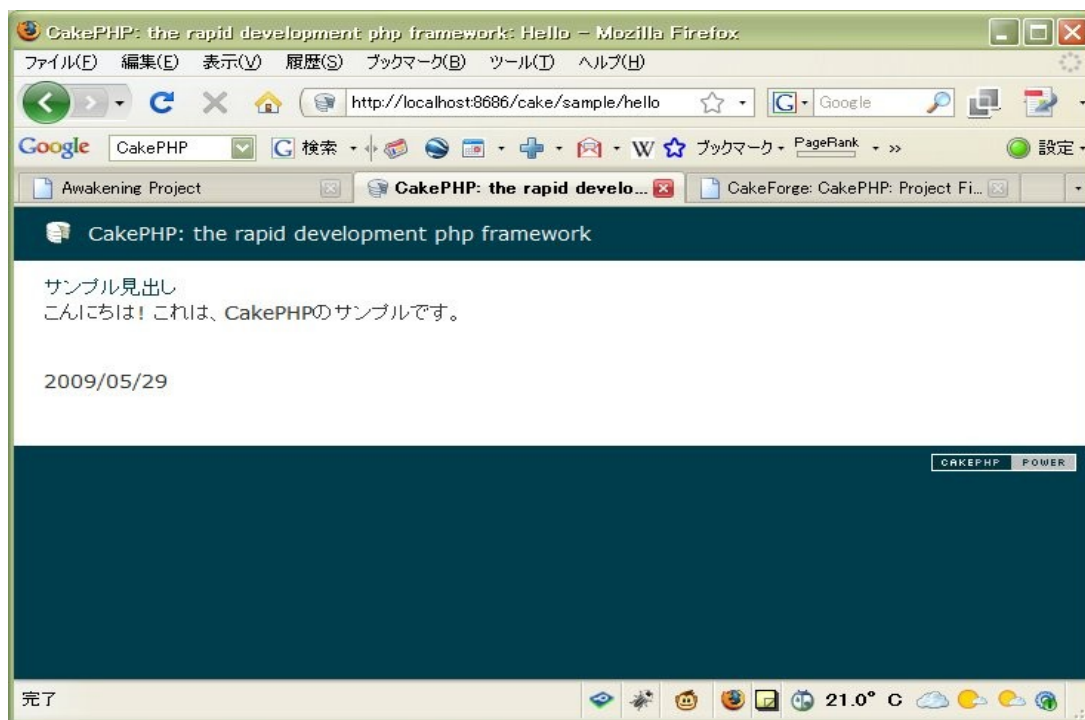 CakePHP: the rapid development php framework: Hello - Mozilla Firefox
ファイル(F) 編集(E) 表示(V) 履歴(S) ブックマーク(B) ツール(T) ヘルプ(H)
http://localhost:8686/cake/sample/hello G Google
Google CakePHP G 検索 W ブックマーク PageRank » 設定
Awakening Project CakePHP: the rapid develo... CakeForge: CakePHP: Project Fi...
CakePHP: the rapid development php framework
サンプル見出し
こんにちは! これは、CakePHPのサンプルです。
2009/05/29
CAKEPHP POWER
完了 21.0° C